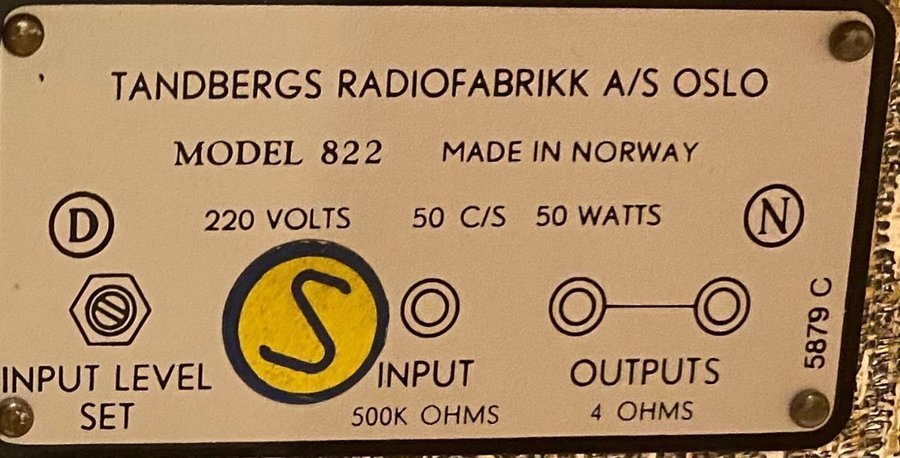 TANDBERGS RADIOFABRIKK A/S OSLO
MODEL 822 MADE IN NORWAY
D 220 VOLTS 50 C/S 50 WATTS N
S
INPUT LEVEL
SET
INPUT
500K OHMS
OUTPUTS
4 OHMS
5879 C